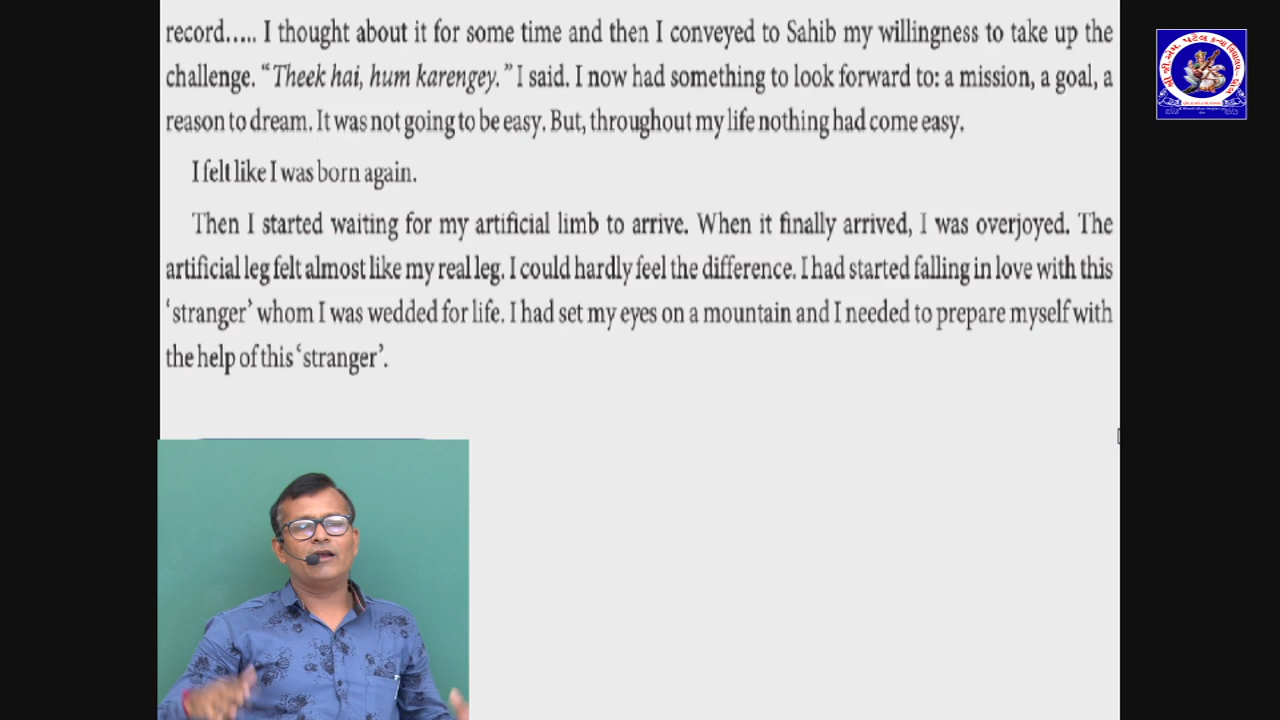 record….. I thought about it for some time and then I conveyed to Sahib my willingness to take up the
challenge. “Theek hai, hum karengey.” I said. I now had something to look forward to: a mission, a goal, a
reason to dream. It was not going to be easy. But, throughout my life nothing had come easy.
I felt like I was born again.
Then I started waiting for my artificial limb to arrive. When it finally arrived, I was overjoyed. The
artificial leg felt almost like my real leg. I could hardly feel the difference. I had started falling in love with this
‘stranger’ whom I was wedded for life. I had set my eyes on a mountain and I needed to prepare myself with
the help of this ‘stranger’.